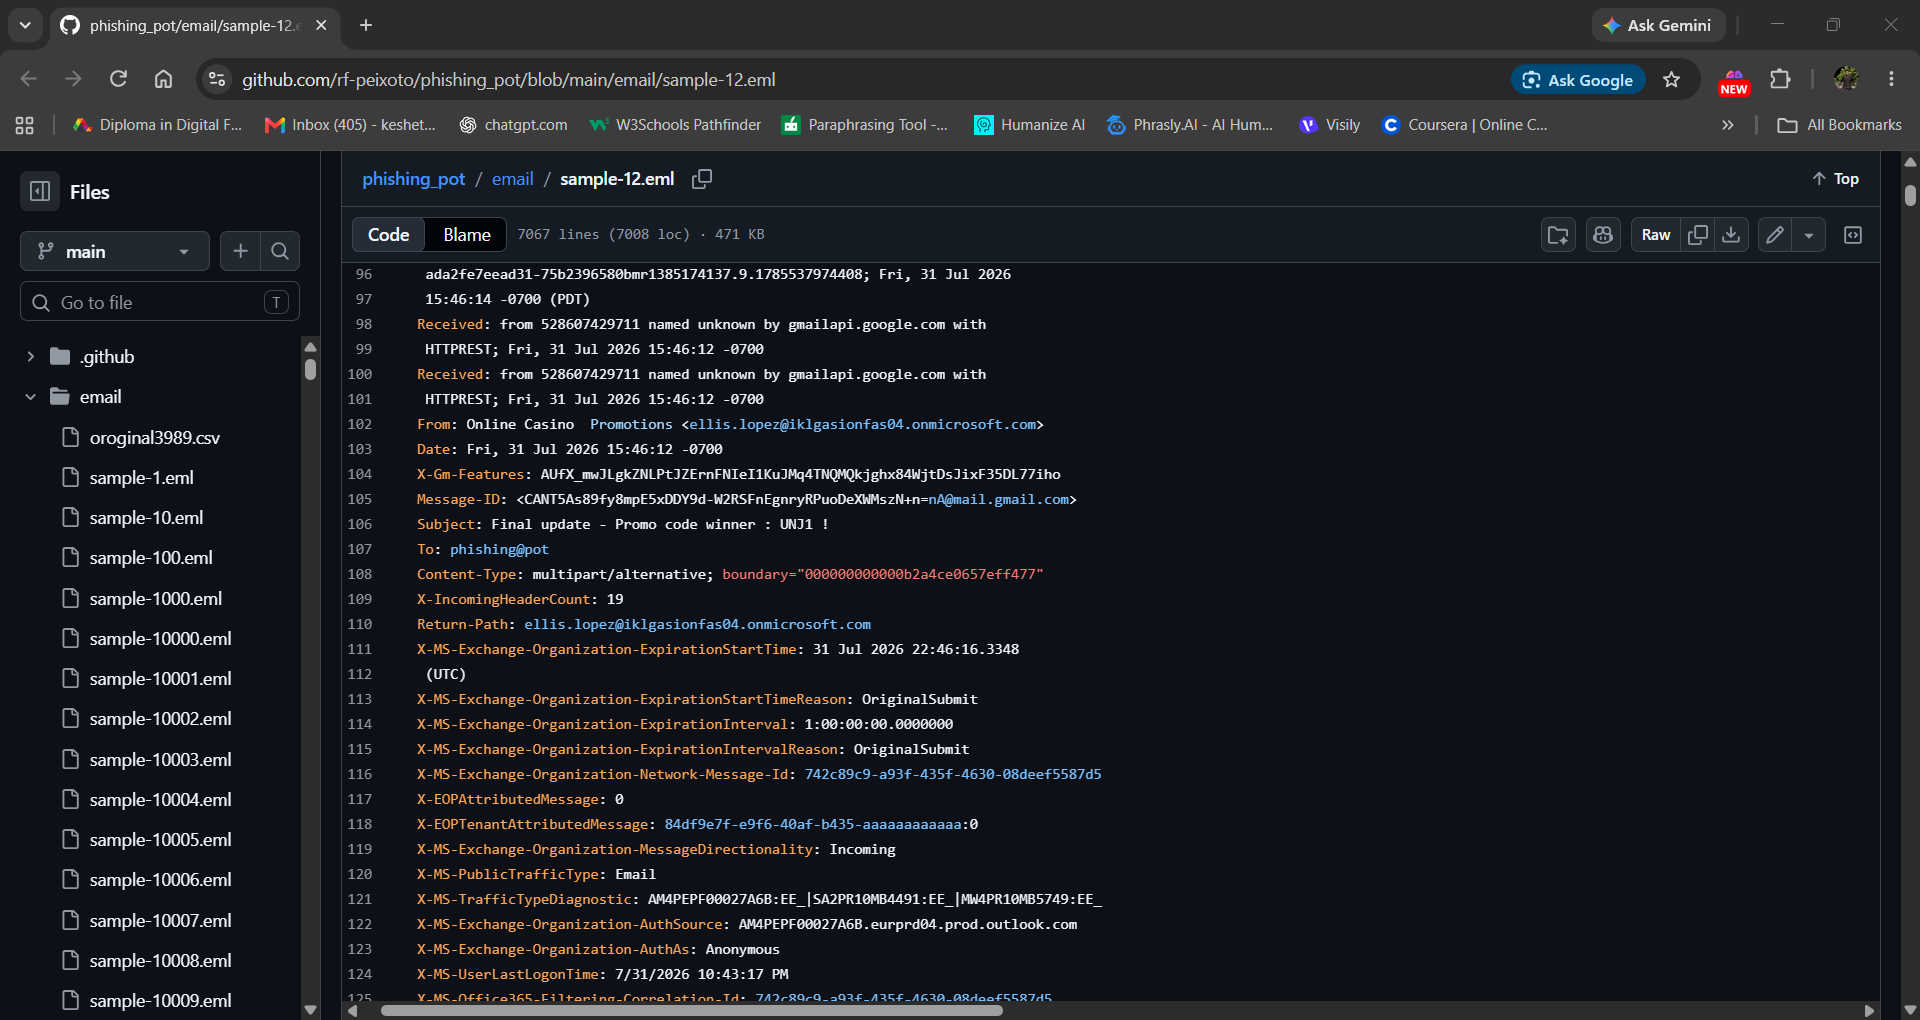 phishing_pot/email/sample-12.e
Ask Gemini
github.com/rf-peixoto/phishing_pot/blob/main/email/sample-12.eml
Ask Google
NEW
Diploma in Digital F...
Inbox (405) - keshet...
chatgpt.com
W3Schools Pathfinder
Paraphrasing Tool -...
Humanize AI
Phrasly.AI - AI Hum...
Visily
Coursera | Online C...
All Bookmarks
Files
main
Go to file
T
.github
email
oroginal3989.csv
sample-1.eml
sample-10.eml
sample-100.eml
sample-1000.eml
sample-10000.eml
sample-10001.eml
sample-10002.eml
sample-10003.eml
sample-10004.eml
sample-10005.eml
sample-10006.eml
sample-10007.eml
sample-10008.eml
sample-10009.eml
phishing_pot / email / sample-12.eml
Top
Code Blame 7067 lines (7008 loc) · 471 KB
Raw
96 ada2fe7eead31-75b2396580bmr1385174137.9.1785537974408; Fri, 31 Jul 2026
97 15:46:14 -0700 (PDT)
98 Received: from 528607429711 named unknown by gmailapi.google.com with
99 HTTPREST; Fri, 31 Jul 2026 15:46:12 -0700
100 Received: from 528607429711 named unknown by gmailapi.google.com with
101 HTTPREST; Fri, 31 Jul 2026 15:46:12 -0700
102 From: Online Casino  Promotions <ellis.lopez@iklgasionfas04.onmicrosoft.com>
103 Date: Fri, 31 Jul 2026 15:46:12 -0700
104 X-Gm-Features: AUfX_mwJLgkZNLPtJZErnFNIeI1KuJMq4TNQMQkjghx84WjtDsJixF35DL77iho
105 Message-ID: <CANT5As89fy8mpE5xDDY9d-W2RSFnEgnryRPuoDeXWMszN+n=nA@mail.gmail.com>
106 Subject: Final update - Promo code winner : UNJ1 !
107 To: phishing@pot
108 Content-Type: multipart/alternative; boundary="000000000000b2a4ce0657eff477"
109 X-IncomingHeaderCount: 19
110 Return-Path: ellis.lopez@iklgasionfas04.onmicrosoft.com
111 X-MS-Exchange-Organization-ExpirationStartTime: 31 Jul 2026 22:46:16.3348
112 (UTC)
113 X-MS-Exchange-Organization-ExpirationStartTimeReason: OriginalSubmit
114 X-MS-Exchange-Organization-ExpirationInterval: 1:00:00:00.0000000
115 X-MS-Exchange-Organization-ExpirationIntervalReason: OriginalSubmit
116 X-MS-Exchange-Organization-Network-Message-Id: 742c89c9-a93f-435f-4630-08deef5587d5
117 X-EOPAttributedMessage: 0
118 X-EOPTenantAttributedMessage: 84df9e7f-e9f6-40af-b435-aaaaaaaaaaaa:0
119 X-MS-Exchange-Organization-MessageDirectionality: Incoming
120 X-MS-PublicTrafficType: Email
121 X-MS-TrafficTypeDiagnostic: AM4PEPF00027A6B:EE_|SA2PR10MB4491:EE_|MW4PR10MB5749:EE_
122 X-MS-Exchange-Organization-AuthSource: AM4PEPF00027A6B.eurprd04.prod.outlook.com
123 X-MS-Exchange-Organization-AuthAs: Anonymous
124 X-MS-UserLastLogonTime: 7/31/2026 10:43:17 PM
125 X-MS-Office365-Filtering-Correlation-Id: 742c89c9-a93f-435f-4630-08deef5587d5